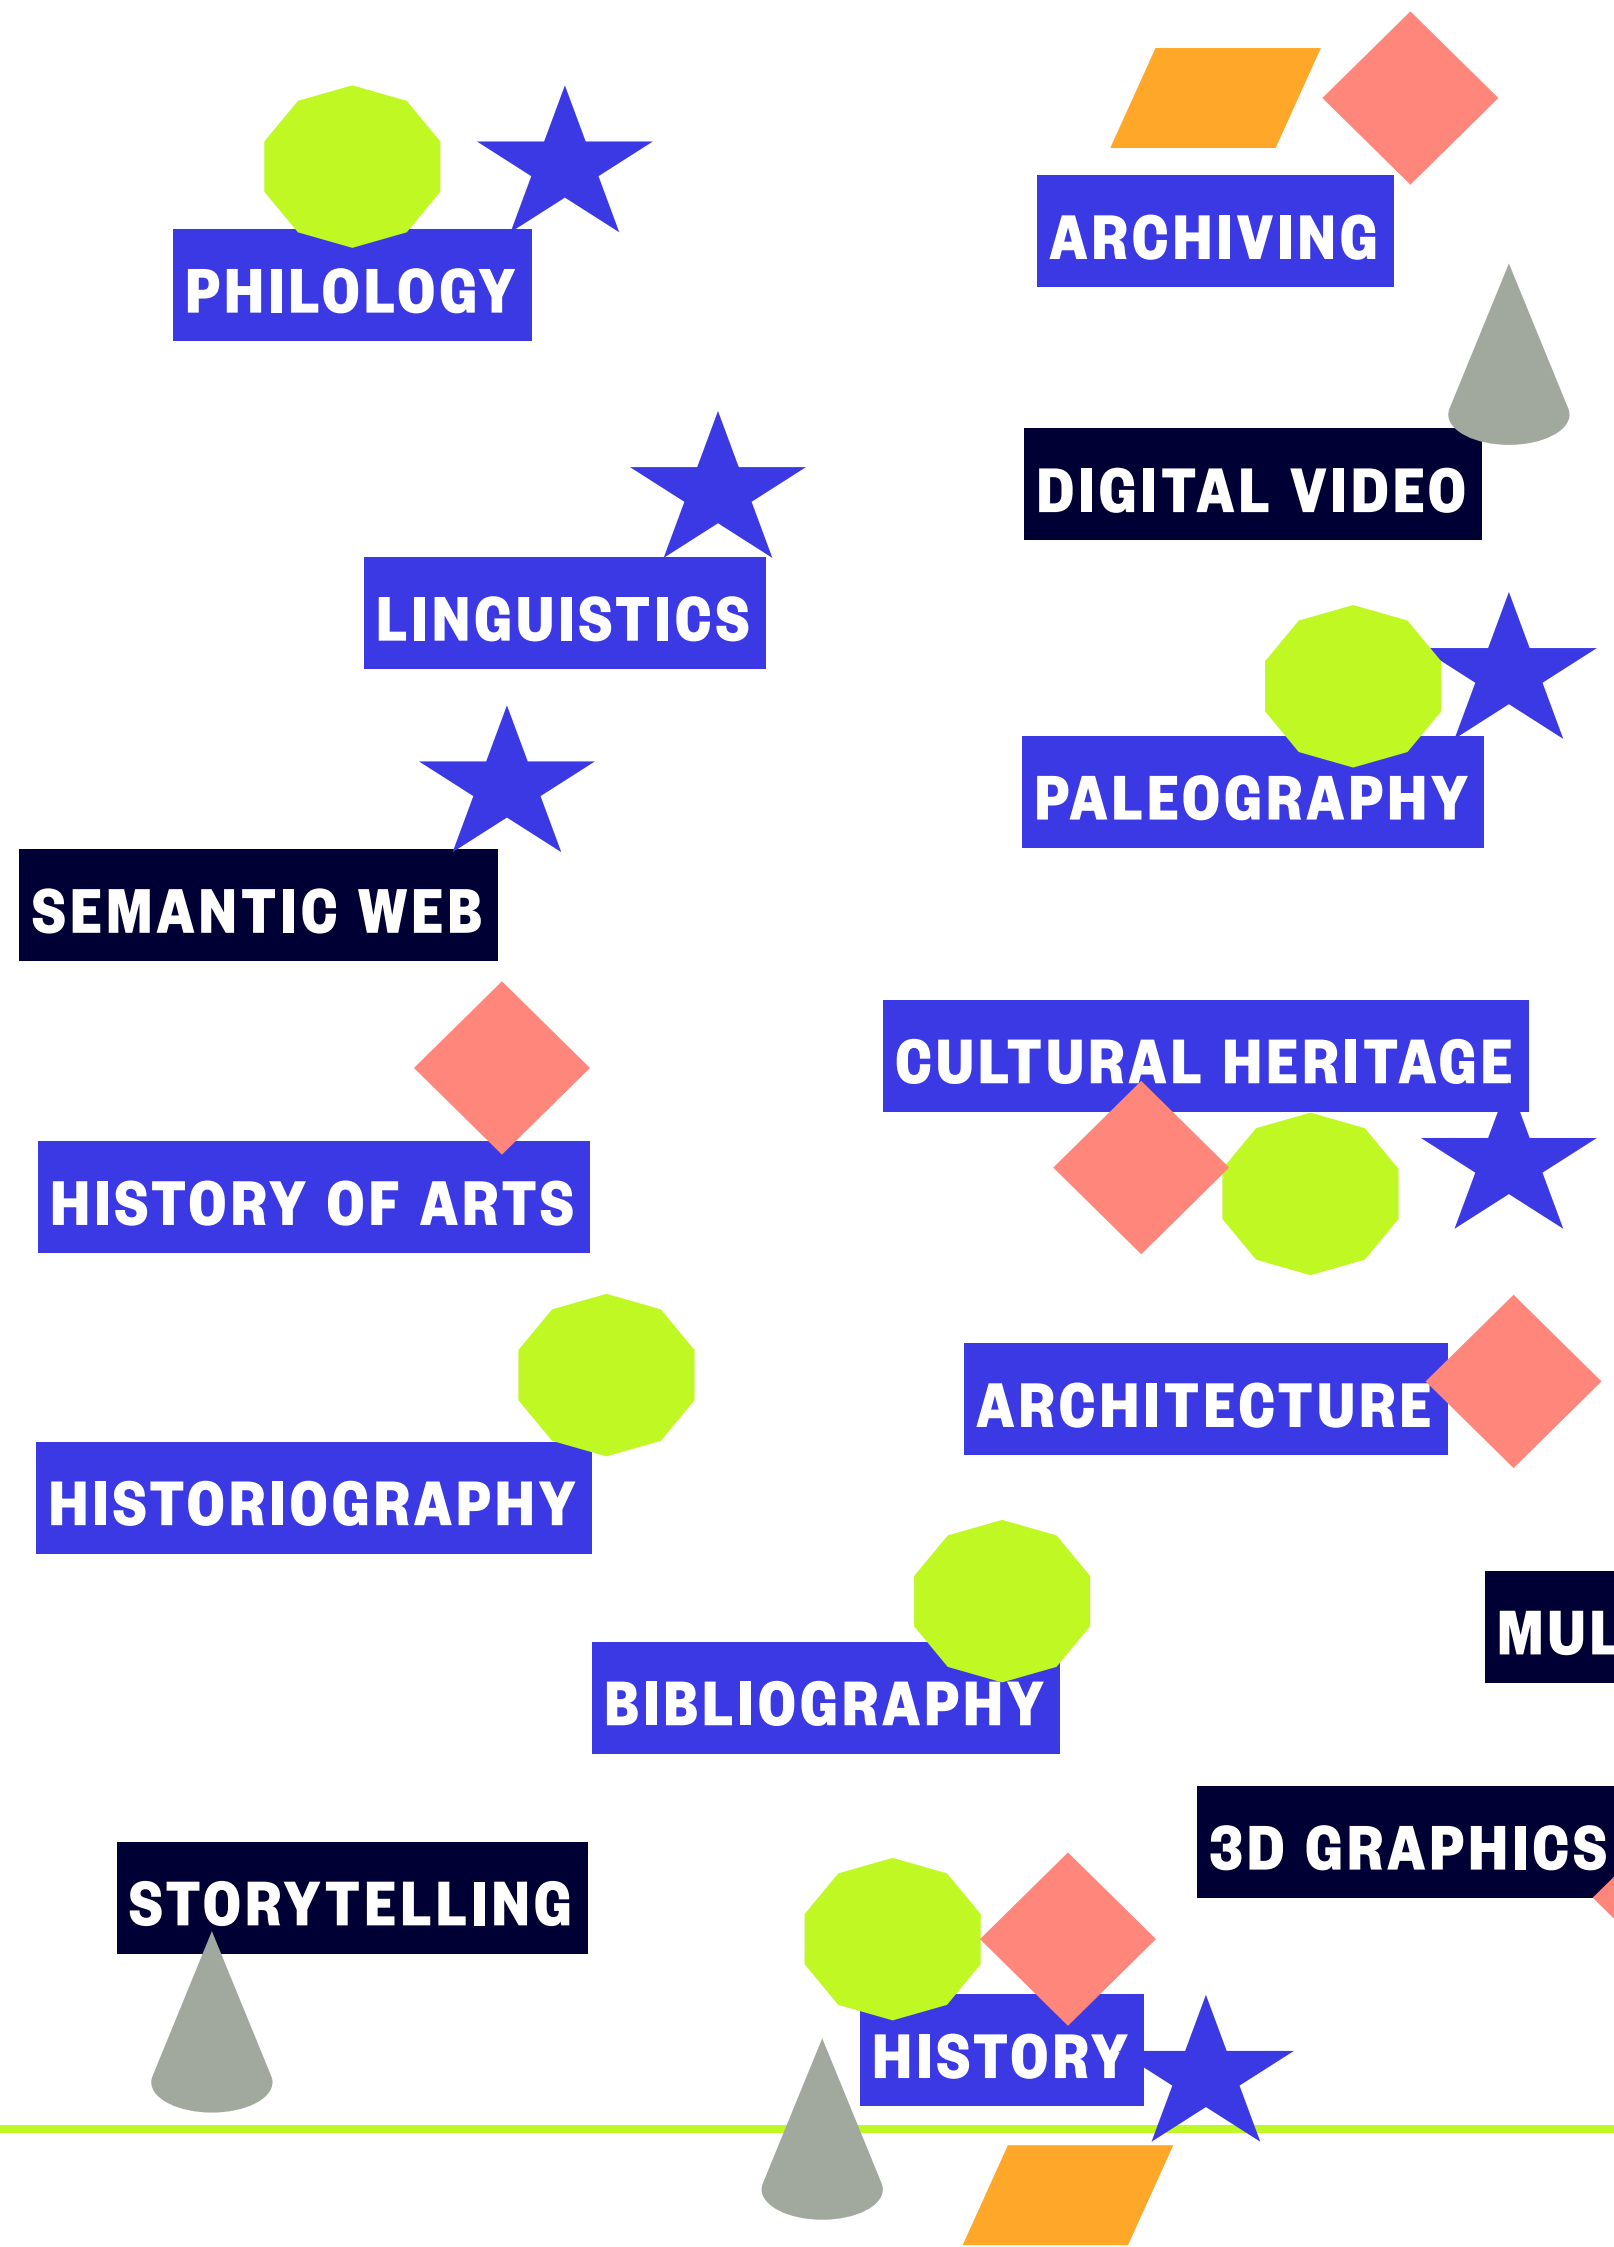 ARCHIVING
PHILOLOGY
DIGITAL VIDEO
LINGUISTICS
PALEOGRAPHY
SEMANTIC WEB
CULTURAL HERITAGE
HISTORY OF ARTS
ARCHITECTURE
HISTORIOGRAPHY
MUL
BIBLIOGRAPHY
3D GRAPHICS
STORYTELLING
HISTORY